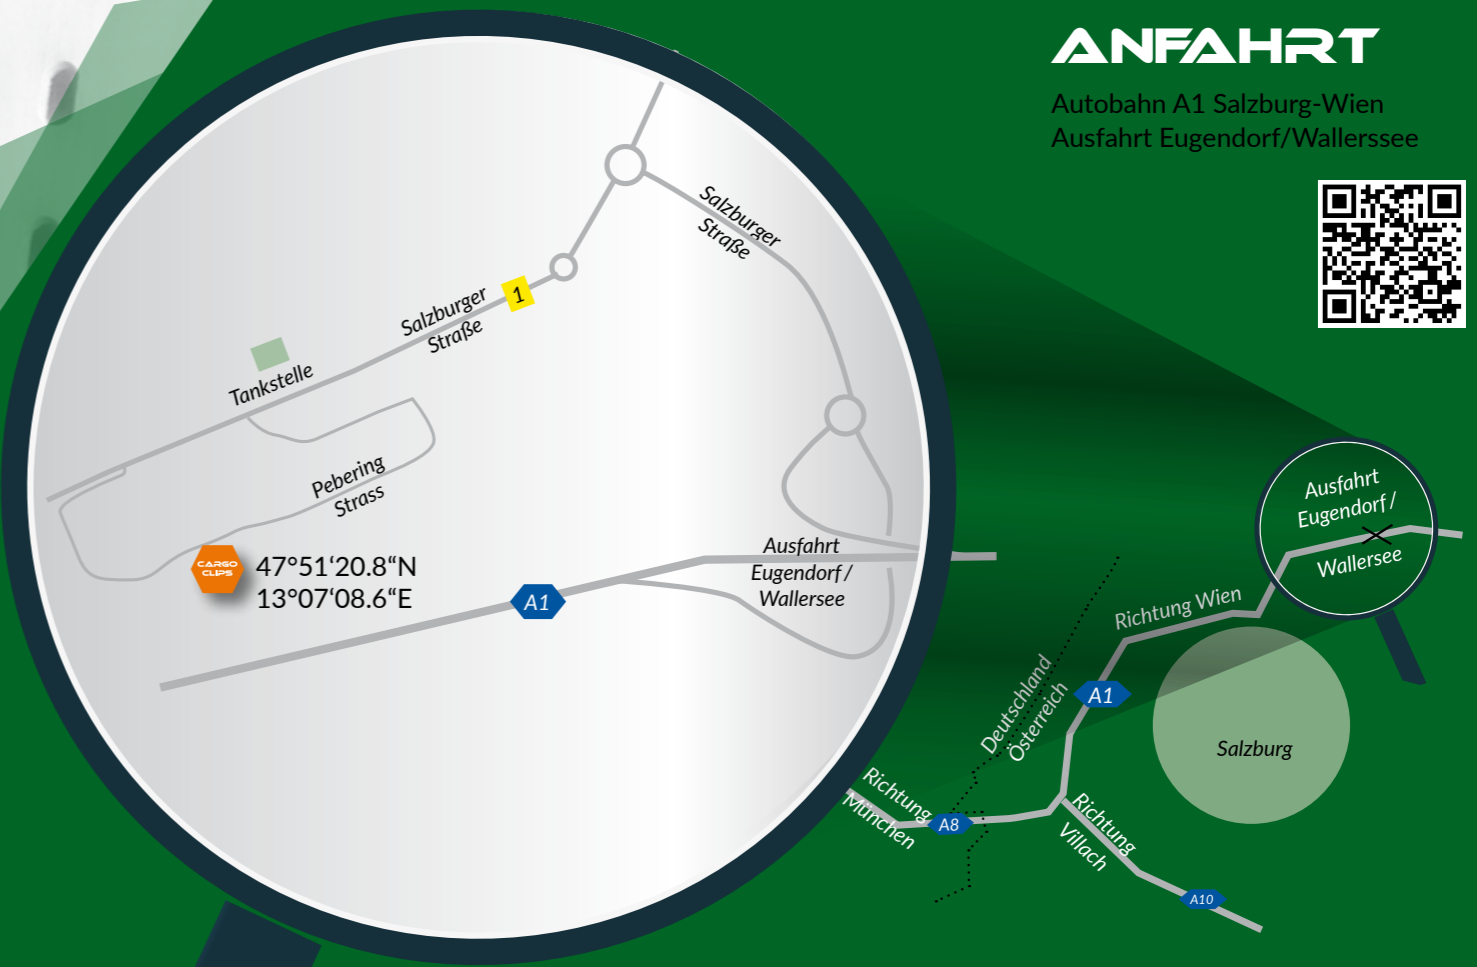 ANFAHRT
Autobahn A1 Salzburg-Wien
Ausfahrt Eugendorf/Wallerssee
Salzburger
Straße
1
Salzburger
Straße
Tankstelle
Pebering
Strass
CARGO
CLIPS
47°51‘20.8“N
13°07‘08.6“E
A1
Ausfahrt
Eugendorf/
Wallersee
Ausfahrt
Eugendorf/
Wallersee
Richtung Wien
A1
Deutschland
Österreich
Salzburg
Richtung
München
A8
Richtung
Villach
A10